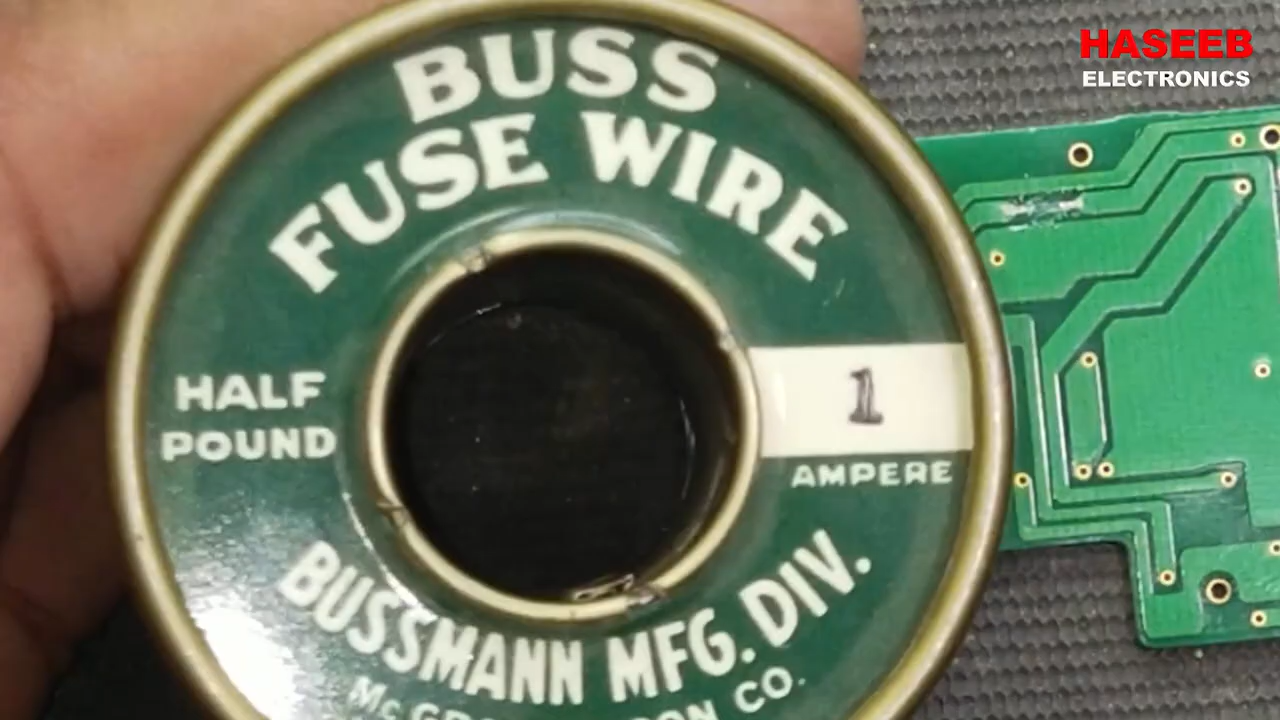 HASEEB
ELECTRONICS
BUSS
FUSE WIRE
HALF
POUND
1
AMPERE
BUSSMANN MFG. DIV.
CO.